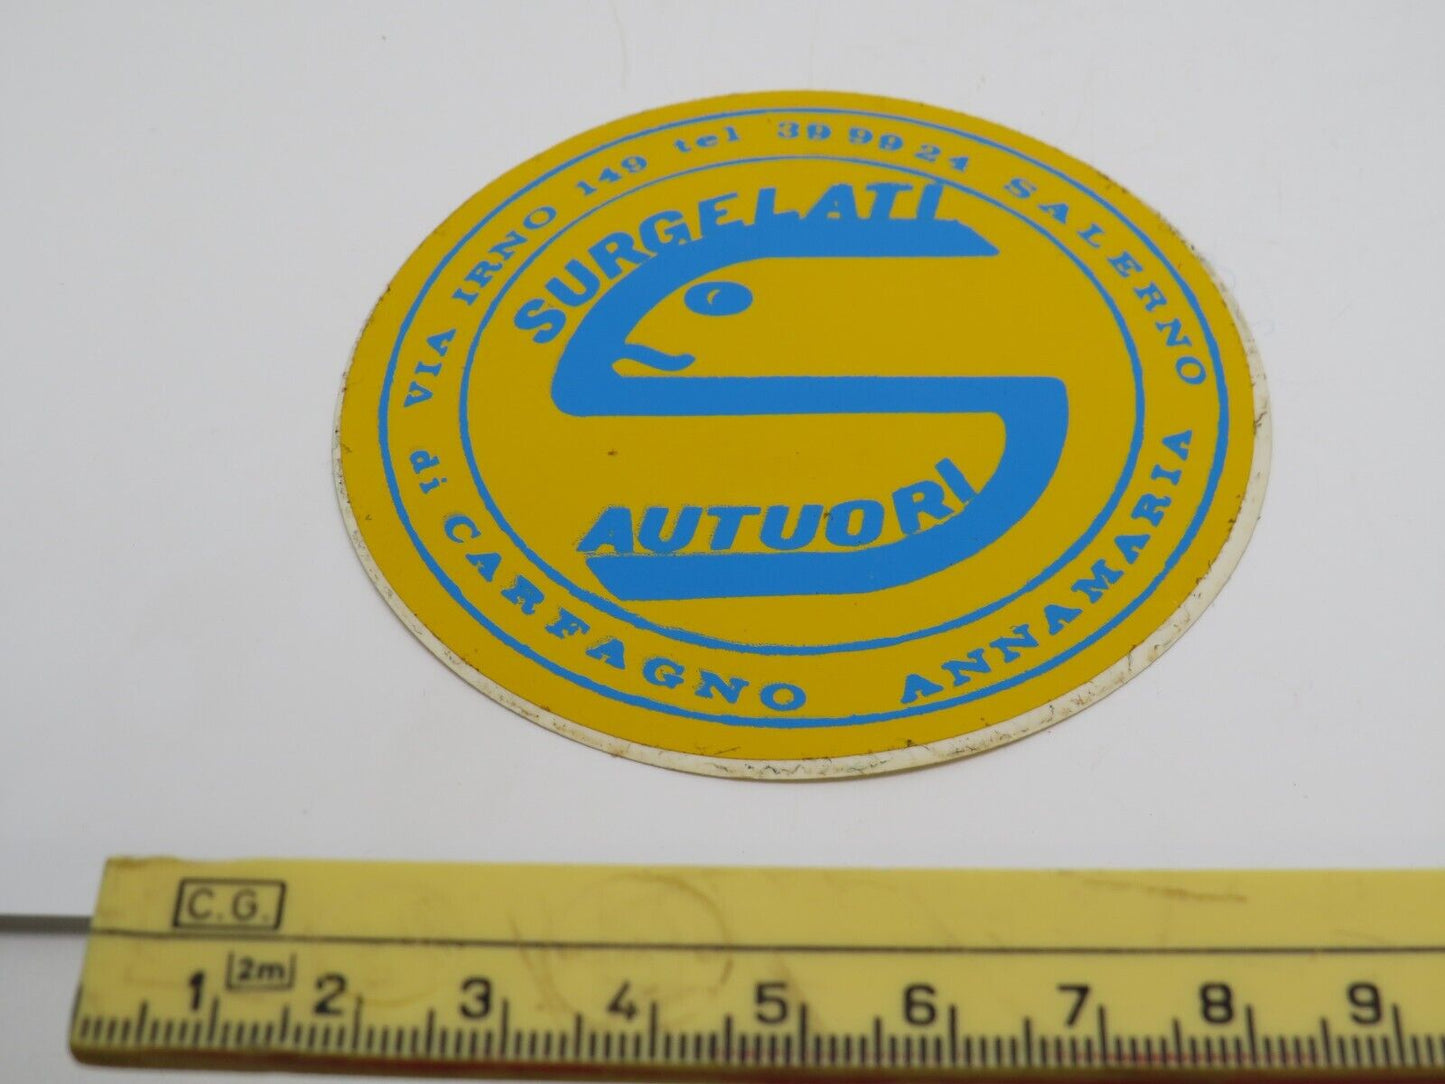 VIA IRNO 149 tel 39 99 24 SALERNO
SURGELATI
AUTUORI
di CARFAGNO ANNAMARIA
C.G.
2m
1 2 3 4 5 6 7 8 9